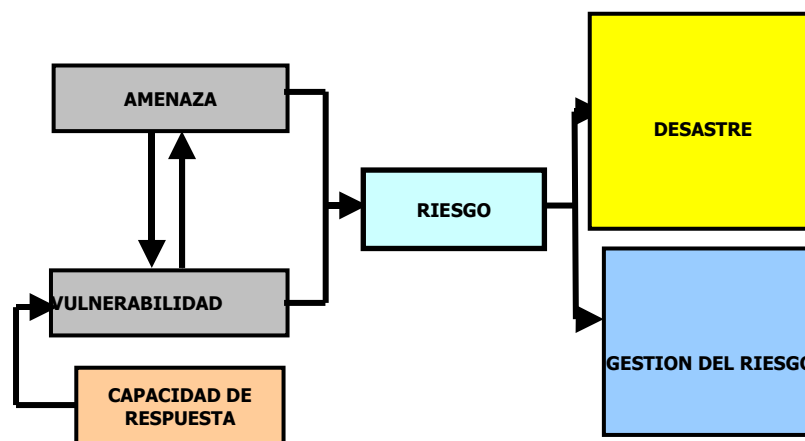 AMENAZA
DESASTRE
RIESGO
VULNERABILIDAD
GESTION DEL RIESGO
CAPACIDAD DE
RESPUESTA